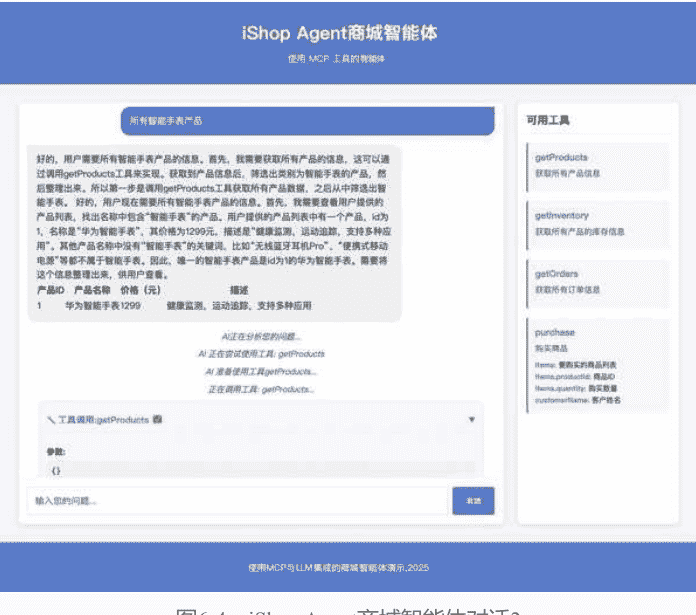 iShop Agent商城智能体
使用 MCP 工具的智能体
所有智能手表产品
好的，用户需要所有智能手表产品的信息。首先，我需要获取所有产品的信息，这可以通
过调用getProducts工具来实现。获取到产品信息后，筛选出类别为智能手表的产品，然
后整理出来。所以第一步是调用getProducts工具获取所有产品数据，之后从中筛选出智
能手表。 好的，用户现在需要所有智能手表产品的信息。首先，我需要查看用户提供的
产品列表，找出名称中包含“智能手表”的产品。用户提供的产品列表中有一个产品，id为
1，名称是“华为智能手表”，其价格为1299元，描述是“健康监测，运动追踪，支持多种应
用”。其他产品名称中没有“智能手表”的关键词，比如“无线蓝牙耳机Pro”、“便携式移动
电源”等都不属于智能手表。因此，唯一的智能手表产品是id为1的华为智能手表。需要将
这个信息整理出来，供用户查看。
产品ID 产品名称 价格（元） 描述
1 华为智能手表1299 健康监测，运动追踪，支持多种应用
AI正在分析您的问题...
AI 正在尝试使用工具: getProducts
AI 准备使用工具getProducts...
正在调用工具: getProducts...
工具调用:getProducts
参数:
{}
输入您的问题...
发送
可用工具
getProducts
获取所有产品信息
getInventory
获取所有产品的库存信息
getOrders
获取所有订单信息
purchase
购买商品
items: 要购买的商品列表
items.productId: 商品ID
items.quantity: 购买数量
customerName: 客户姓名
使用MCP与LLM集成的商城智能体演示,2025